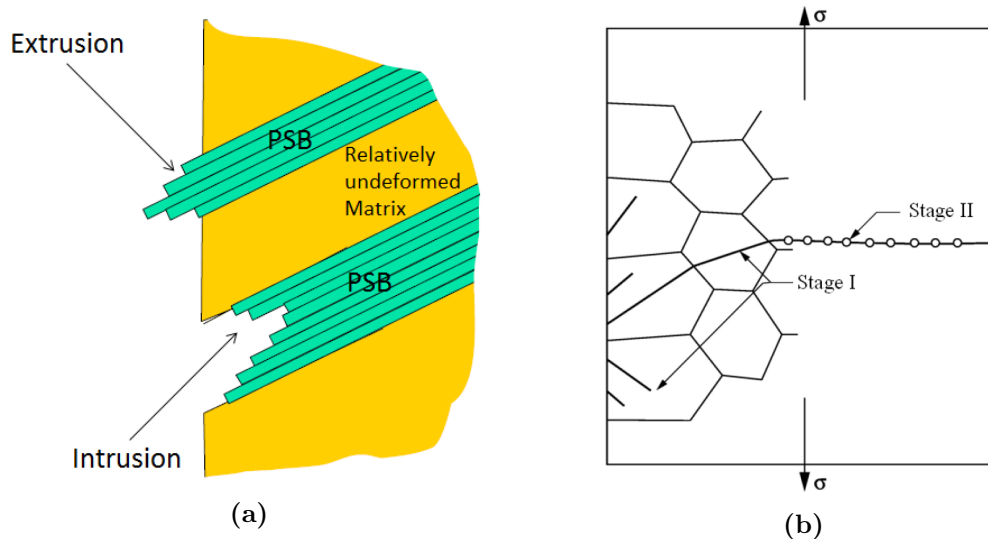 Extrusion
PSB
Relatively
undeformed
Matrix
PSB
Intrusion
(a)
σ
Stage II
Stage I
σ
(b)